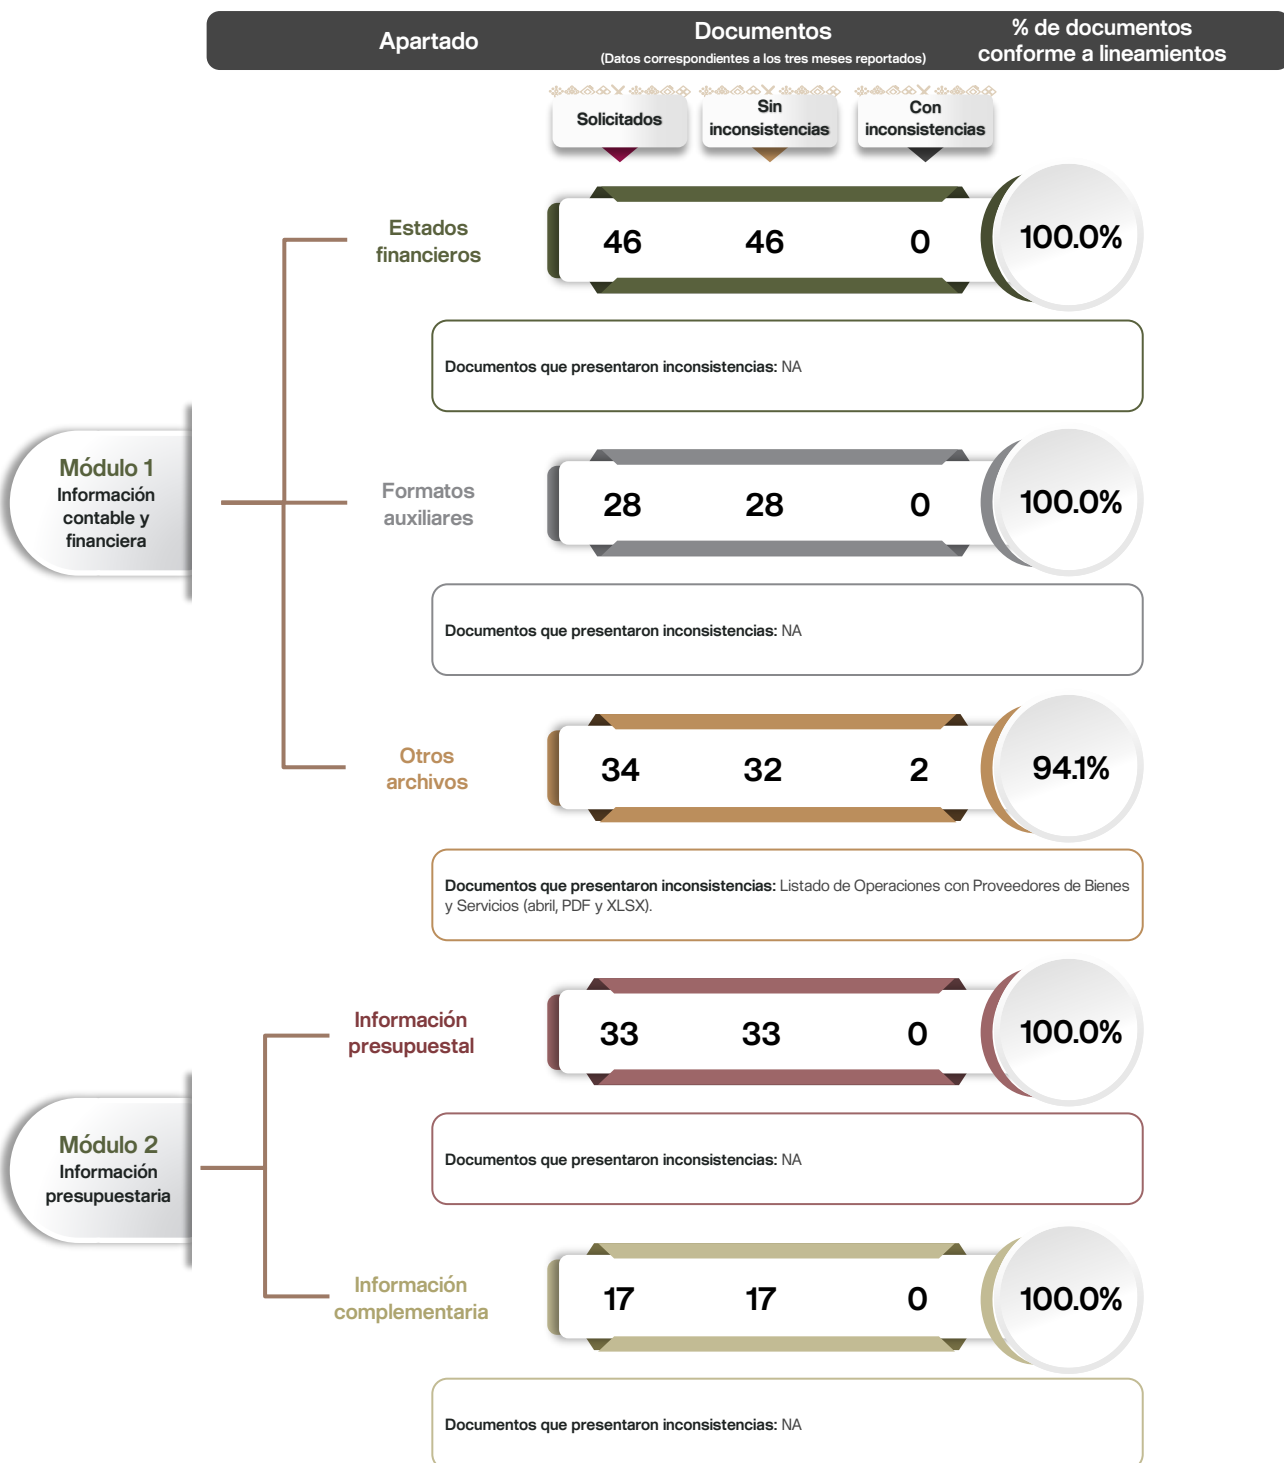 Apartado
Documentos
(Datos correspondientes a los tres meses reportados)
% de documentos
conforme a lineamientos
Solicitados
Sin
inconsistencias
Con
inconsistencias
Módulo 1
Información
contable y
financiera
Estados
financieros
46 46 0 100.0%
Documentos que presentaron inconsistencias: NA
Formatos
auxiliares
28 28 0 100.0%
Documentos que presentaron inconsistencias: NA
Otros
archivos
34 32 2 94.1%
Documentos que presentaron inconsistencias: Listado de Operaciones con Proveedores de Bienes
y Servicios (abril, PDF y XLSX).
Módulo 2
Información
presupuestaria
Información
presupuestal
33 33 0 100.0%
Documentos que presentaron inconsistencias: NA
Información
complementaria
17 17 0 100.0%
Documentos que presentaron inconsistencias: NA